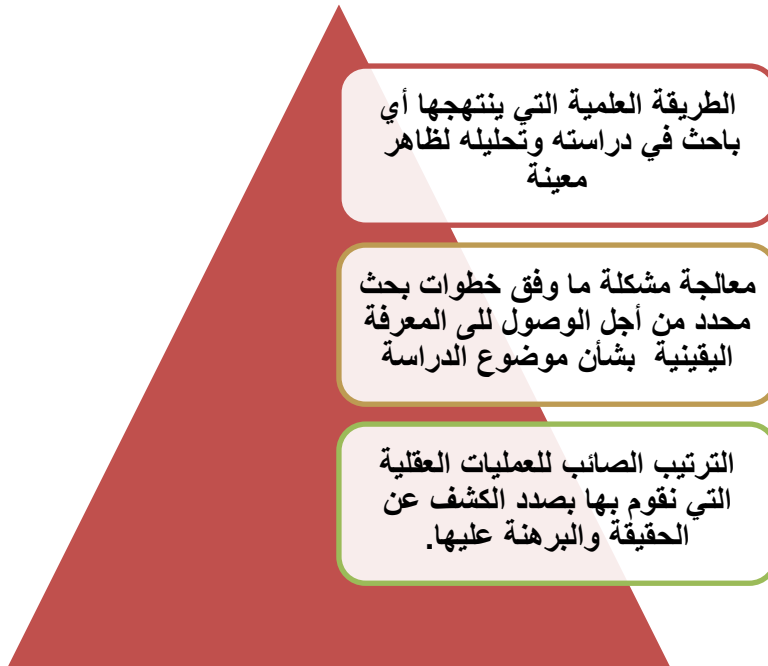 الطريقة العلمية التي ينتهجها أي
باحث في دراسته وتحليله لظاهر
معينة
معالجة مشكلة ما وفق خطوات بحث
محدد من أجل الوصول للى المعرفة
اليقينية بشأن موضوع الدراسة
الترتيب الصائب للعمليات العقلية
التي نقوم بها بصدد الكشف عن
الحقيقة والبرهنة عليها.